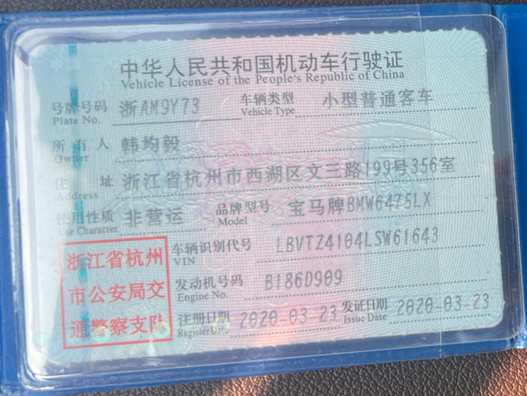 中华人民共和国机动车行驶证
Vehicle License of the People's Republic of China
号牌号码 浙AM9Y73 车辆类型 小型普通客车
Plate No. Vehicle Type
所有人 韩均毅
Owner
住址 浙江省杭州市西湖区文三路199号356室
Address
使用性质 非营运 品牌型号 宝马牌BMW6475LX
Use Character Model
浙江省杭州
市公安局交
通警察支队
车辆识别代号 LBVTZ4104LSW61643
VIN
发动机号码 B186D909
Engine No.
注册日期 2020-03-23 发证日期 2020-03-23
Register Date Issue Date